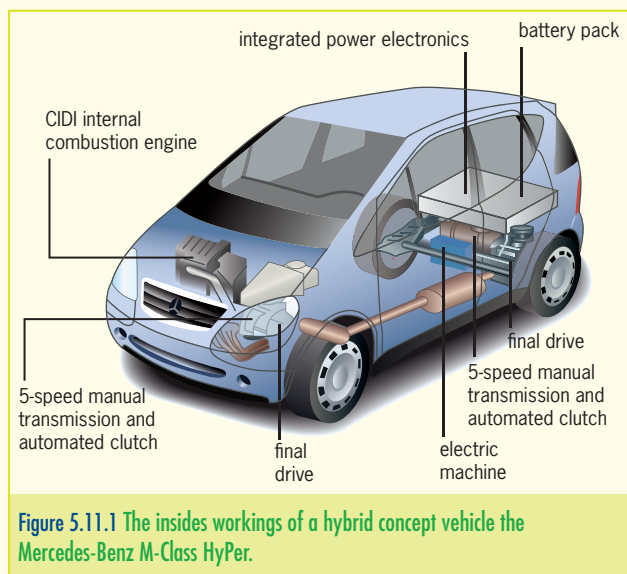 integrated power electronics
battery pack
CIDI internal
combustion engine
5-speed manual
transmission and
automated clutch
final
drive
electric
machine
5-speed manual
transmission and
automated clutch
final drive
Figure 5.11.1 The insides workings of a hybrid concept vehicle the
Mercedes-Benz M-Class HyPer.